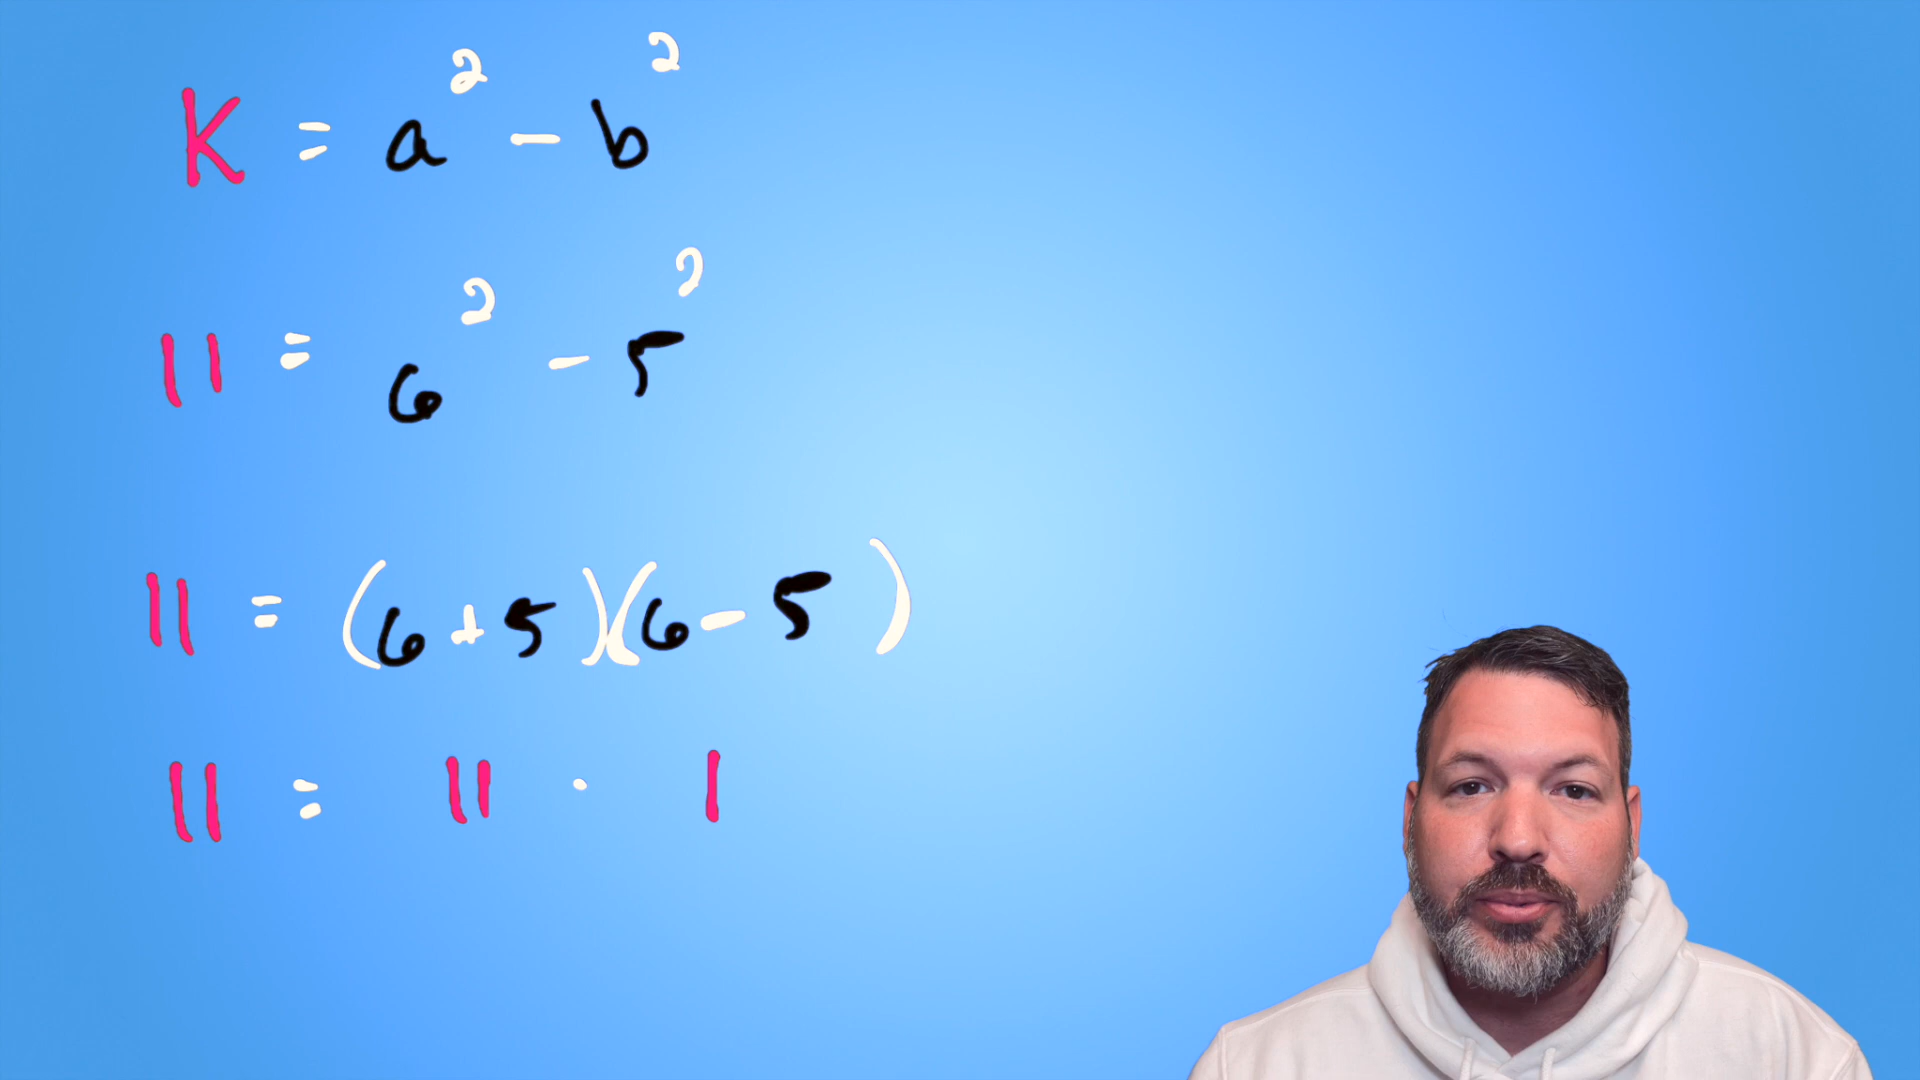 K = a² - b²
11 = 6² - 5²
11 = (6 + 5)(6 - 5)
11 = 11 · 1